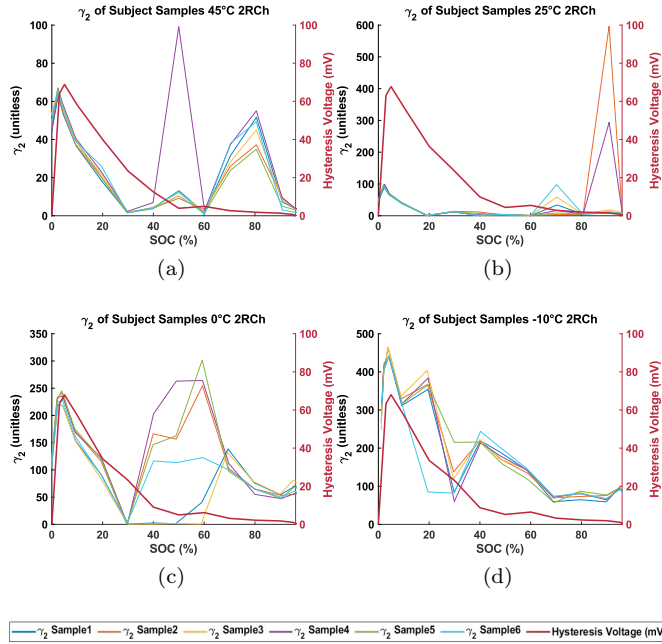 γ2 of Subject Samples 45°C 2RCh
γ2 of Subject Samples 25°C 2RCh
100
80
60
40
20
0
γ2 (unitless)
0 20 40 60 80
SOC (%)
100
80
60
40
20
0
Hysteresis Voltage (mV)
(a)
600
500
400
300
200
100
0
γ2 (unitless)
0 20 40 60 80
SOC (%)
100
80
60
40
20
0
Hysteresis Voltage (mV)
(b)
γ2 of Subject Samples 0°C 2RCh
γ2 of Subject Samples -10°C 2RCh
350
300
250
200
150
100
50
0
γ2 (unitless)
0 20 40 60 80
SOC (%)
100
80
60
40
20
0
Hysteresis Voltage (mV)
(c)
500
400
300
200
100
0
γ2 (unitless)
0 20 40 60 80
SOC (%)
100
80
60
40
20
0
Hysteresis Voltage (mV)
(d)
γ2 Sample1 γ2 Sample2 γ2 Sample3 γ2 Sample4 γ2 Sample5 γ2 Sample6 Hysteresis Voltage (mV